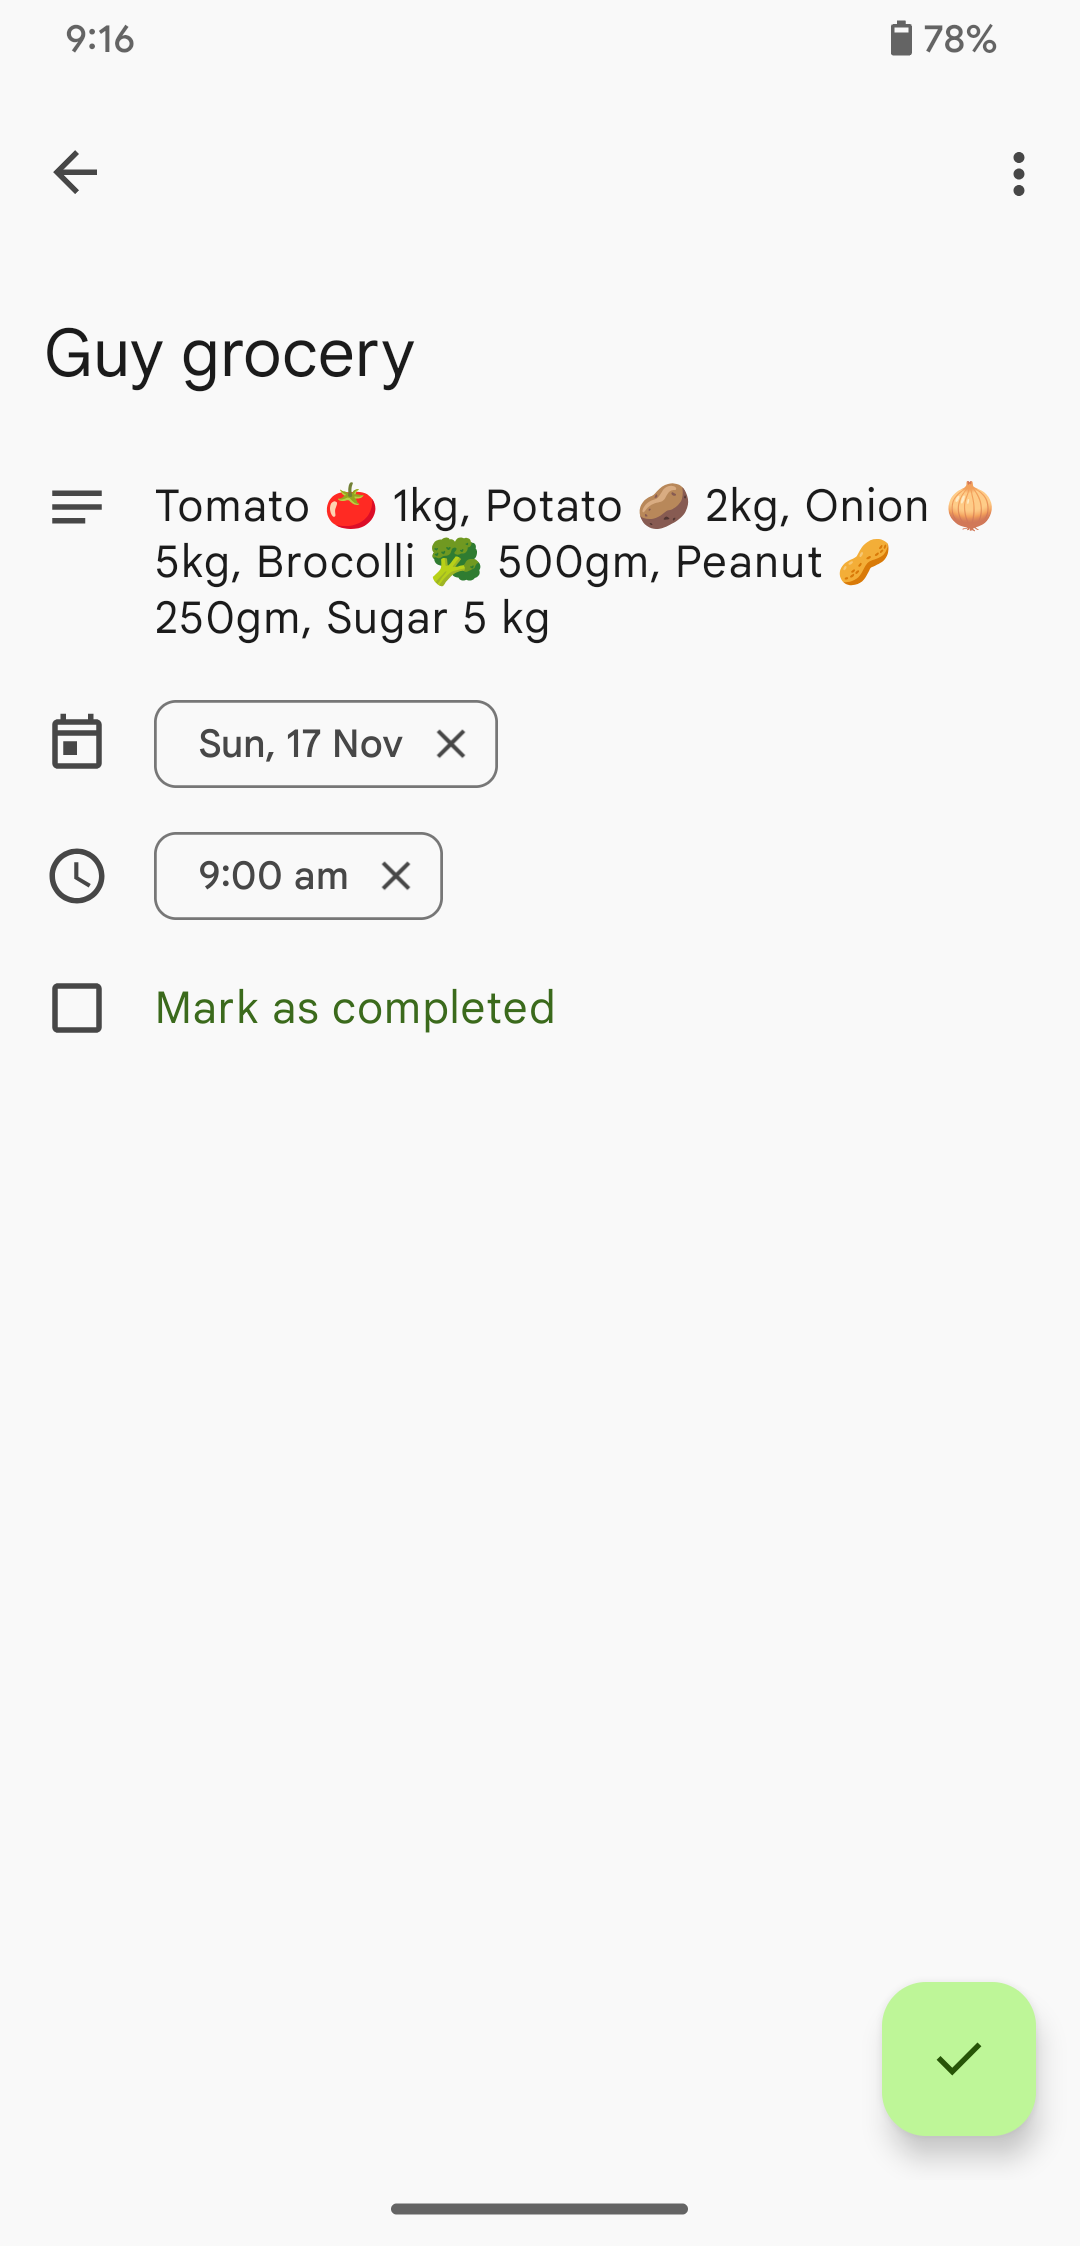 9:16
78%
Guy grocery
Tomato 🍅 1kg, Potato 🥔 2kg, Onion 🧅
5kg, Brocolli 🥦 500gm, Peanut 🥜
250gm, Sugar 5 kg
Sun, 17 Nov
9:00 am
Mark as completed